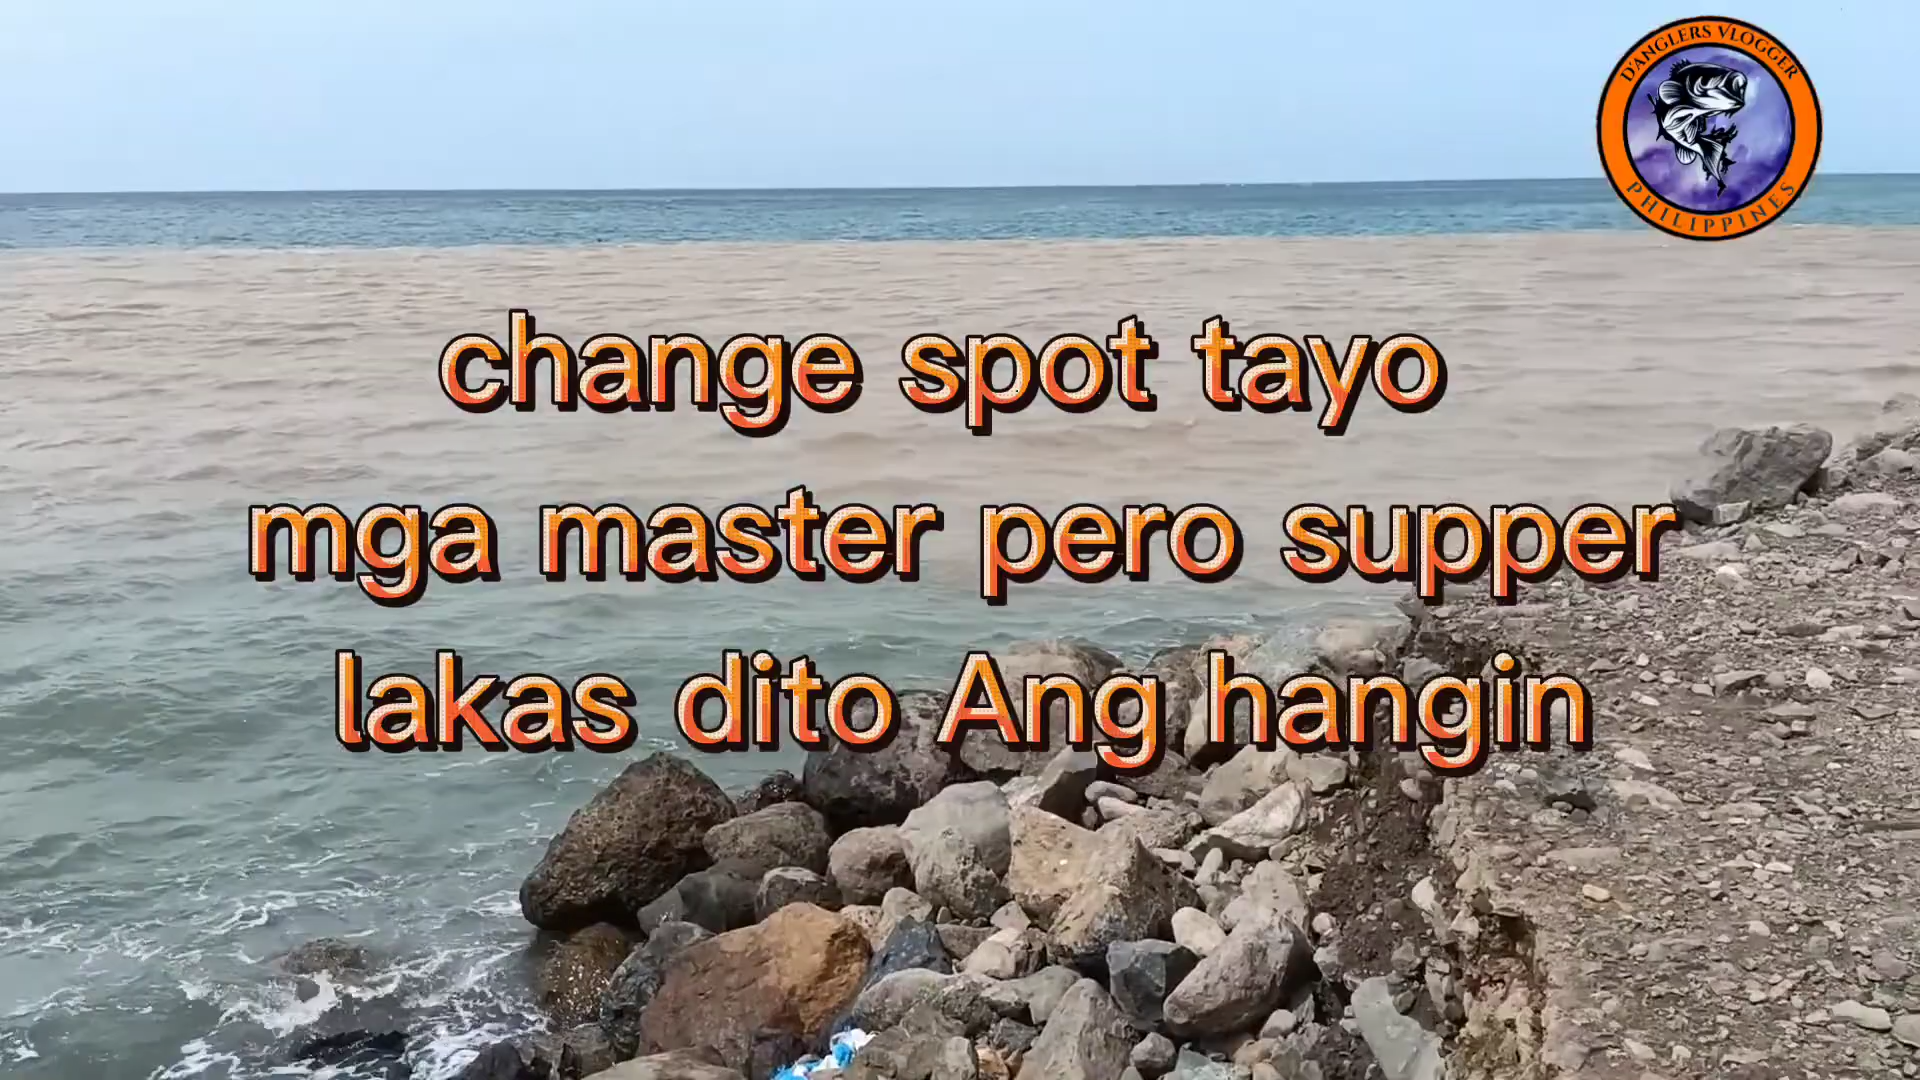 D'ANGLERS VLOGGER
PHILIPPINES
change spot tayo
mga master pero supper
lakas dito Ang hangin